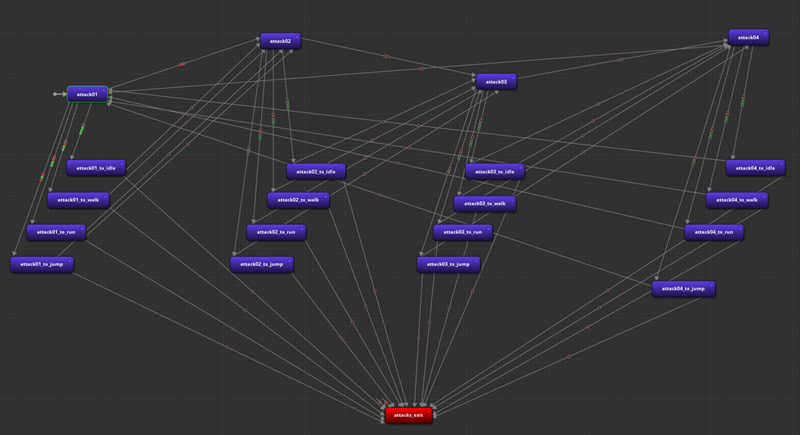 attack02
attack04
attack03
attack01
attack01_to_idle
attack02_to_idle
attack03_to_idle
attack04_to_idle
attack01_to_walk
attack02_to_walk
attack03_to_walk
attack04_to_walk
attack01_to_run
attack02_to_run
attack03_to_run
attack04_to_run
attack01_to_jump
attack02_to_jump
attack03_to_jump
attack04_to_jump
attacks_exit